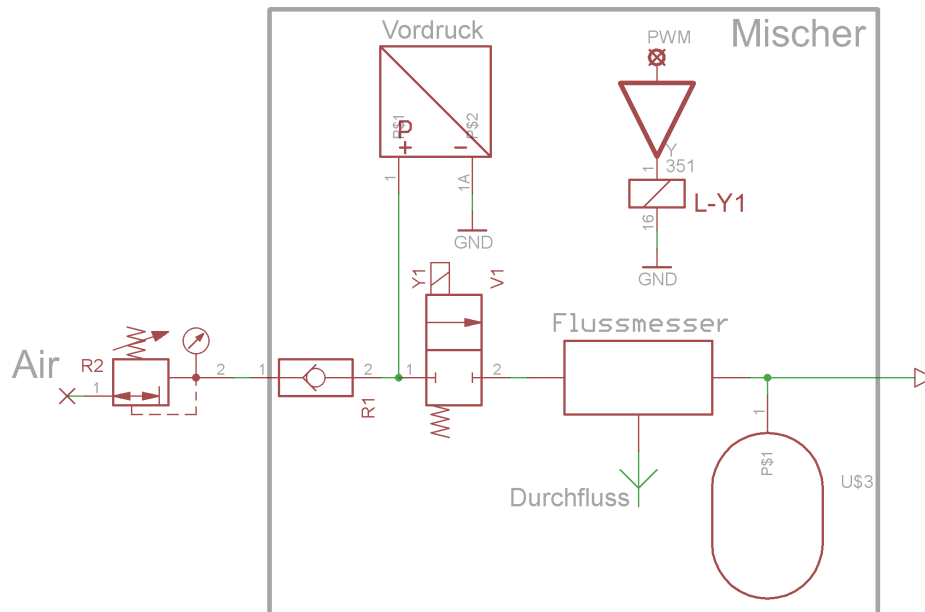 Vordruck
Mischer
PWM
P$1
P
P$2
+
−
1
1A
GND
Y
351
1
L-Y1
16
GND
Y1
V1
Flussmesser
Air
R2
1
2
1
2
R1
1
2
1
P$1
U$3
Durchfluss